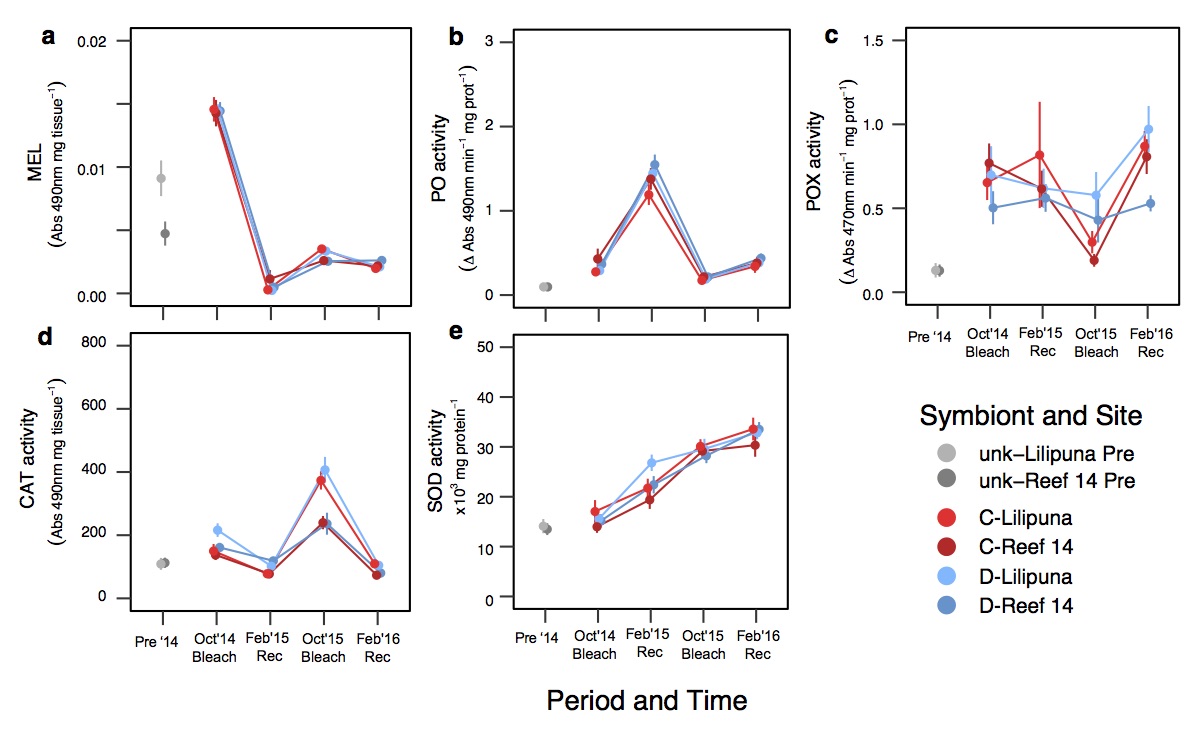 a
MEL
(Abs 490nm mg tissue⁻¹)
0.02
0.01
0.00
b
PO activity
(Δ Abs 490nm min⁻¹ mg prot⁻¹)
3
2
1
0
c
POX activity
(Δ Abs 470nm min⁻¹ mg prot⁻¹)
1.5
1.0
0.5
0.0
Pre ‘14
Oct'14
Bleach
Feb'15
Rec
Oct'15
Bleach
Feb'16
Rec
d
CAT activity
(Abs 490nm mg tissue⁻¹)
800
600
400
200
0
Pre ‘14
Oct'14
Bleach
Feb'15
Rec
Oct'15
Bleach
Feb'16
Rec
e
SOD activity
x10³ mg protein⁻¹
50
40
30
20
10
0
Pre ‘14
Oct'14
Bleach
Feb'15
Rec
Oct'15
Bleach
Feb'16
Rec
Symbiont and Site
unk−Lilipuna Pre
unk−Reef 14 Pre
C-Lilipuna
C-Reef 14
D-Lilipuna
D-Reef 14
Period and Time